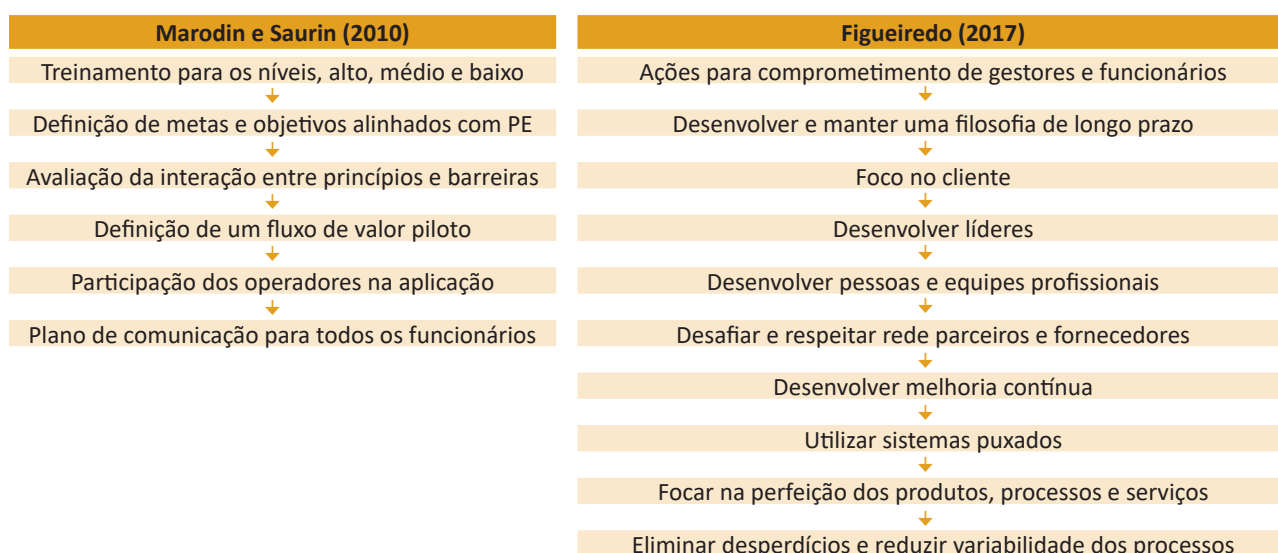 Marodin e Saurin (2010)
Treinamento para os níveis, alto, médio e baixo
Definição de metas e objetivos alinhados com PE
Avaliação da interação entre princípios e barreiras
Definição de um fluxo de valor piloto
Participação dos operadores na aplicação
Plano de comunicação para todos os funcionários
Figueiredo (2017)
Ações para comprometimento de gestores e funcionários
Desenvolver e manter uma filosofia de longo prazo
Foco no cliente
Desenvolver líderes
Desenvolver pessoas e equipes profissionais
Desafiar e respeitar rede parceiros e fornecedores
Desenvolver melhoria contínua
Utilizar sistemas puxados
Focar na perfeição dos produtos, processos e serviços
Eliminar desperdícios e reduzir variabilidade dos processos